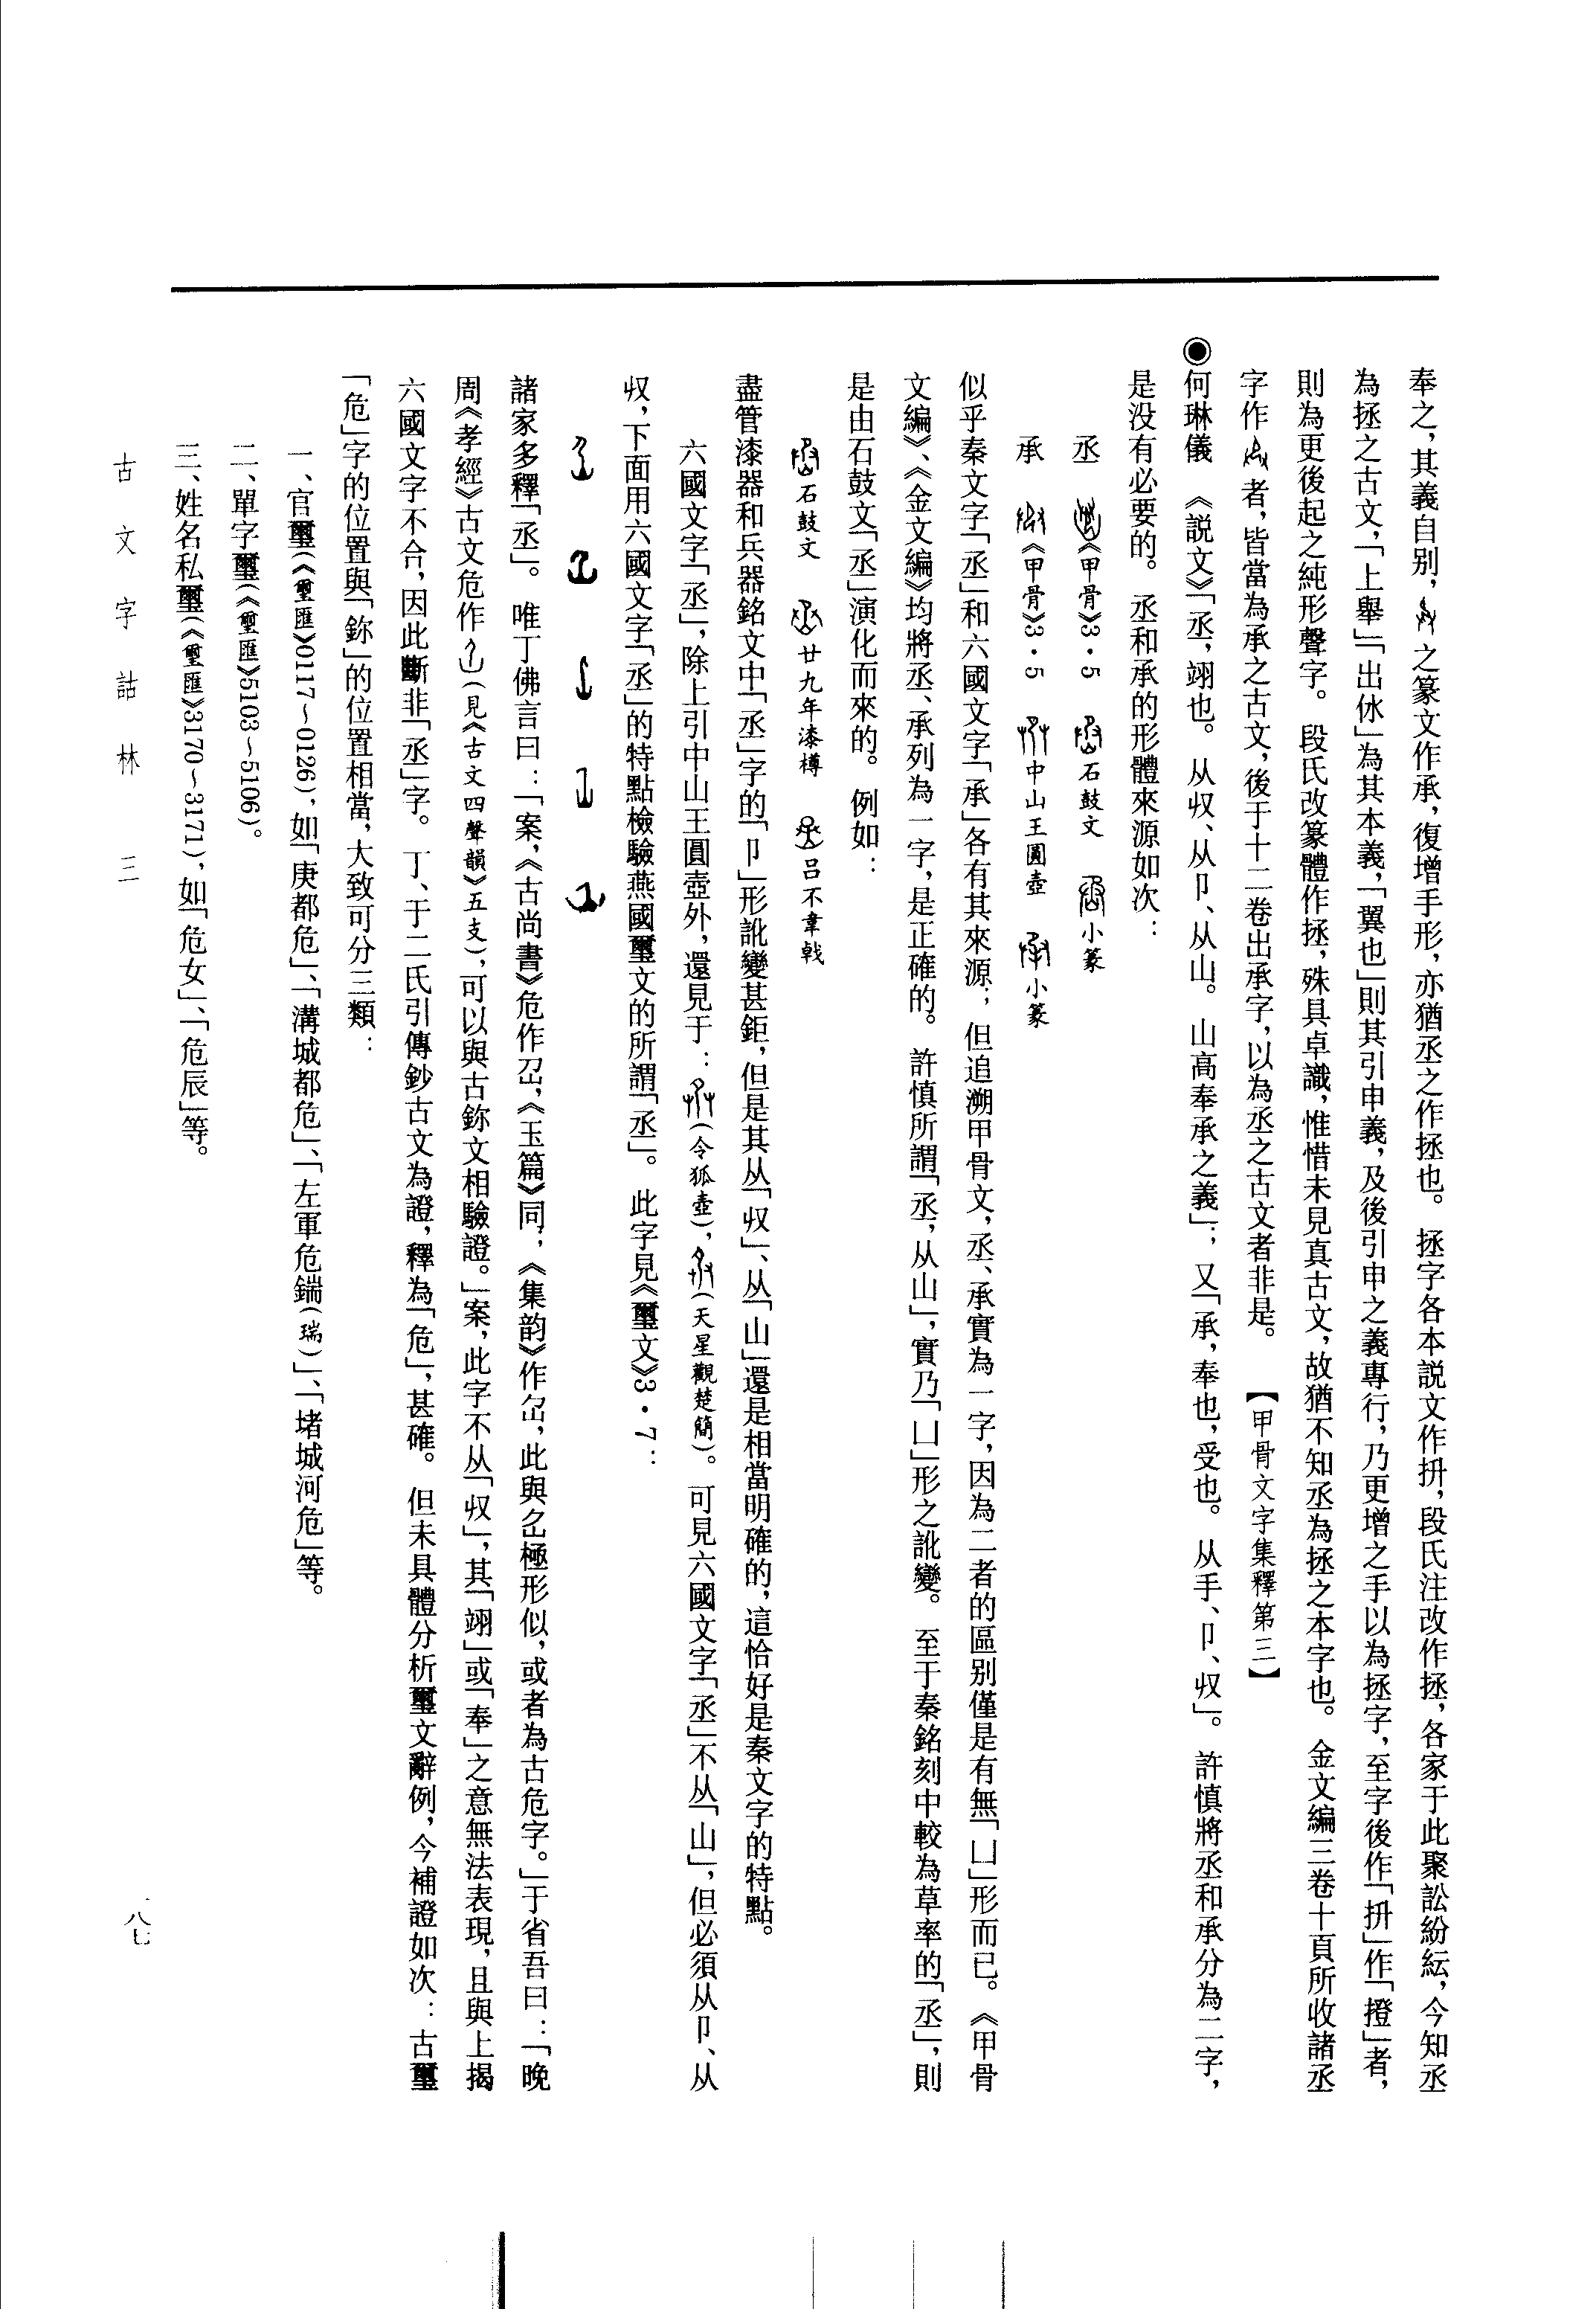 奉之，其義自别，之篆文作承，復增手形，亦猶丞之作拯也。拯字各本説文作抍，段氏注改作拯，各家于此聚訟紛紜，今知丞
為拯之古文，「上舉」「出休」為其本義，「翼也」則其引申義，及後引申之義專行，乃更增之手以為拯字，至字後作「抍」作「撜」者，
則為更後起之純形聲字。段氏改篆體作拯，殊具卓識，惟惜未見真古文，故猶不知丞為拯之本字也。金文編三卷十頁所收諸丞
字作者，皆當為承之古文，後于十二卷出承字，以為丞之古文者非是。【甲骨文字集釋第三】
◉何琳儀　《説文》「丞，翊也。从収、从卩、从山。山高奉承之義」；又「承，奉也，受也。从手、卩、収」。許慎將丞和承分為二字，
是没有必要的。丞和承的形體來源如次：
丞　《甲骨》3·5　石鼓文　小篆
承　《甲骨》3·5　中山王圓壺　小篆
似乎秦文字「丞」和六國文字「承」各有其來源；但追溯甲骨文，丞、承實為一字，因為二者的區别僅是有無「凵」形而已。《甲骨
文編》、《金文編》均將丞、承列為一字，是正確的。許慎所謂「丞，从山」，實乃「凵」形之訛變。至于秦銘刻中較為草率的「丞」，則
是由石鼓文「丞」演化而來的。例如：
石鼓文　廿九年漆樽　吕不韋戟
盡管漆器和兵器銘文中「丞」字的「卩」形訛變甚鉅，但是其从「収」、从「山」還是相當明確的，這恰好是秦文字的特點。
六國文字「丞」，除上引中山王圓壺外，還見于：（令狐壺），（天星觀楚簡）。可見六國文字「丞」不从「山」，但必須从卩、从
収，下面用六國文字「丞」的特點檢驗燕國璽文的所謂「丞」。此字見《璽文》3·7：
諸家多釋「丞」。唯丁佛言曰：「案，《古尚書》危作𡵆，《玉篇》同；《集韵》作㞾，此與㕣極形似，或者為古危字。」于省吾曰：「晚
周《孝經》古文危作（見《古文四聲韻》五支），可以與古鉨文相驗證。」案，此字不从「収」，其「翊」或「奉」之意無法表現，且與上揭
六國文字不合，因此斷非「丞」字。丁、于二氏引傳鈔古文為證，釋為「危」，甚確。但未具體分析璽文辭例，今補證如次：古璽
「危」字的位置與「鉨」的位置相當，大致可分三類：
一、官璽（《璽匯》0117～0126），如「庚都危」、「溝城都危」、「左軍危鍴（瑞）」、「堵城河危」等。
二、單字璽（《璽匯》5103～5106）。
三、姓名私璽（《璽匯》3170～3171），如「危女」、「危辰」等。
古文字詁林　三